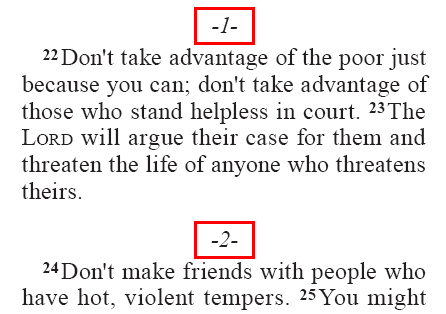 -1-
22 Don't take advantage of the poor just
because you can; don't take advantage of
those who stand helpless in court. 23 The
LORD will argue their case for them and
threaten the life of anyone who threatens
theirs.
-2-
24 Don't make friends with people who
have hot, violent tempers. 25 You might